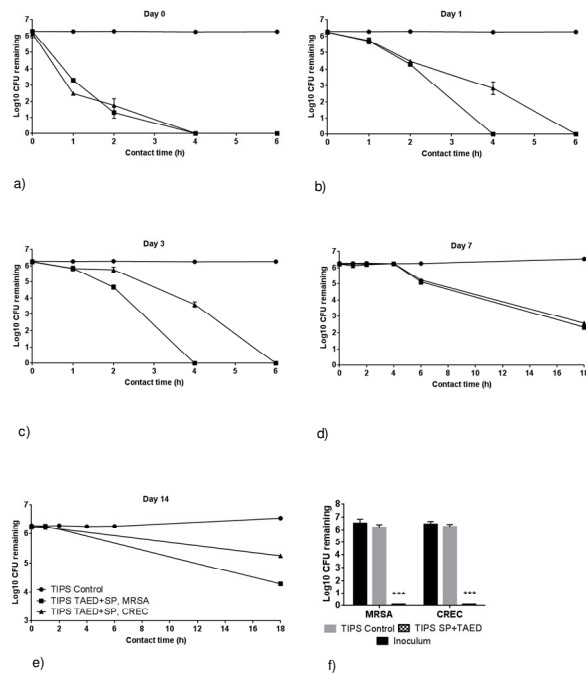 Day 0
Log10 CFU remaining
7
6
5
4
3
2
1
0
0 1 2 3 4 5 6
Contact time (h)
a)
Day 1
Log10 CFU remaining
7
6
5
4
3
2
1
0
0 1 2 3 4 5 6
Contact time (h)
b)
Day 3
Log10 CFU remaining
7
6
5
4
3
2
1
0
0 1 2 3 4 5 6
Contact time (h)
c)
Day 7
Log10 CFU remaining
7
6
5
4
3
2
1
0
0 2 4 6 8 10 12 14 16 18
Contact time (h)
d)
Day 14
Log10 CFU remaining
7
6
5
4
3
TIPS Control
TIPS TAED+SP, MRSA
TIPS TAED+SP, CREC
0 2 4 6 8 10 12 14 16 18
Contact time (h)
e)
Log10 CFU remaining
8
7
6
5
4
3
2
1
0
*** ***
MRSA CREC
TIPS Control TIPS SP+TAED
Inoculum
f)